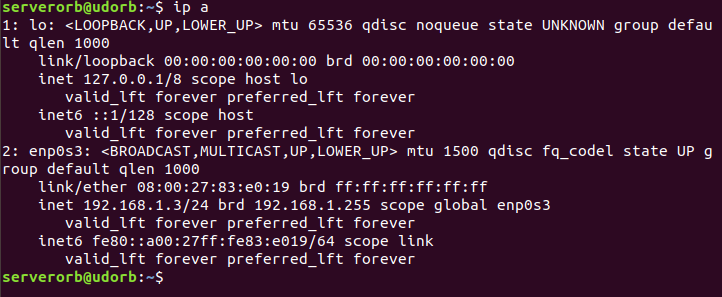 serverorb@udorb:~$ ip a
1: lo: <LOOPBACK,UP,LOWER_UP> mtu 65536 qdisc noqueue state UNKNOWN group defau
lt qlen 1000
    link/loopback 00:00:00:00:00:00 brd 00:00:00:00:00:00
    inet 127.0.0.1/8 scope host lo
       valid_lft forever preferred_lft forever
    inet6 ::1/128 scope host
       valid_lft forever preferred_lft forever
2: enp0s3: <BROADCAST,MULTICAST,UP,LOWER_UP> mtu 1500 qdisc fq_codel state UP g
roup default qlen 1000
    link/ether 08:00:27:83:e0:19 brd ff:ff:ff:ff:ff:ff
    inet 192.168.1.3/24 brd 192.168.1.255 scope global enp0s3
       valid_lft forever preferred_lft forever
    inet6 fe80::a00:27ff:fe83:e019/64 scope link
       valid_lft forever preferred_lft forever
serverorb@udorb:~$